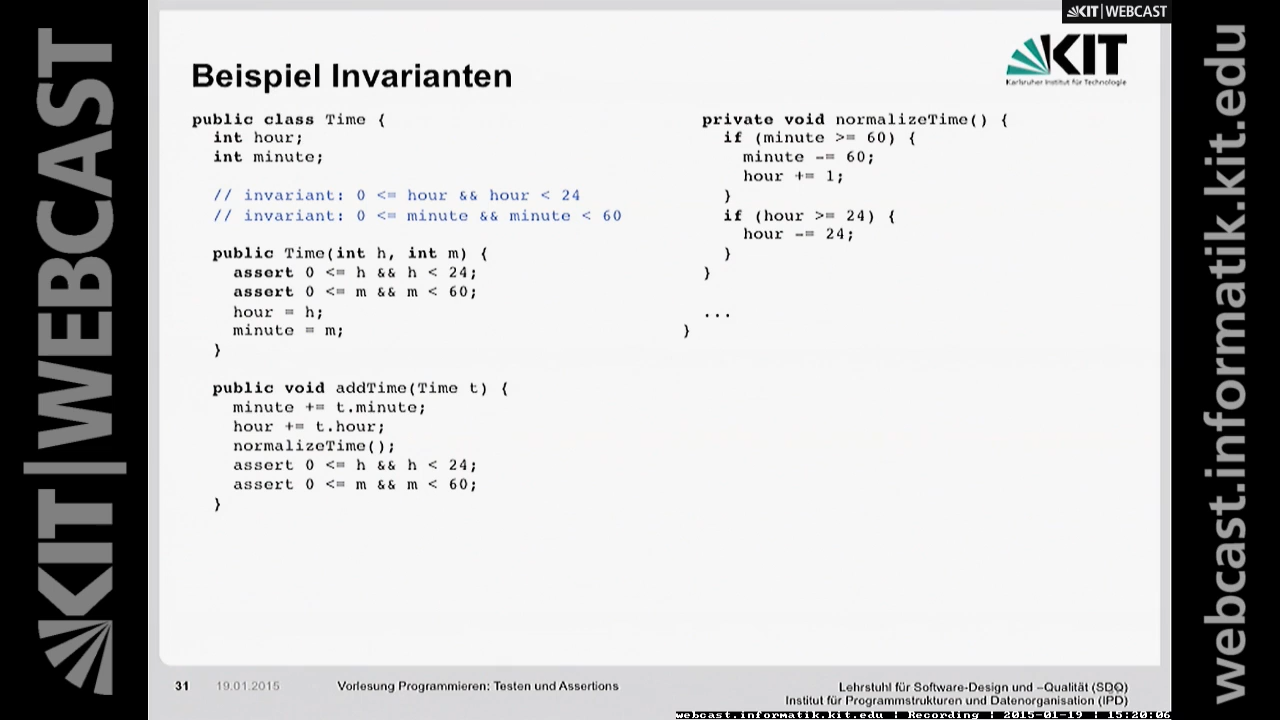 KIT|WEBCAST
KIT|WEBCAST
KIT
Karlsruher Institut für Technologie
Beispiel Invarianten
public class Time {
int hour;
int minute;
// invariant: 0 <= hour && hour < 24
// invariant: 0 <= minute && minute < 60
public Time(int h, int m) {
assert 0 <= h && h < 24;
assert 0 <= m && m < 60;
hour = h;
minute = m;
}
public void addTime(Time t) {
minute += t.minute;
hour += t.hour;
normalizeTime();
assert 0 <= h && h < 24;
assert 0 <= m && m < 60;
}
private void normalizeTime() {
if (minute >= 60) {
minute -= 60;
hour += 1;
}
if (hour >= 24) {
hour -= 24;
}
}
...
}
31 19.01.2015 Vorlesung Programmieren: Testen und Assertions
Lehrstuhl für Software-Design und –Qualität (SDQ)
Institut für Programmstrukturen und Datenorganisation (IPD)
webcast.informatik.kit.edu | Recording | 2015-01-19 | 15:20:06
webcast.informatik.kit.edu